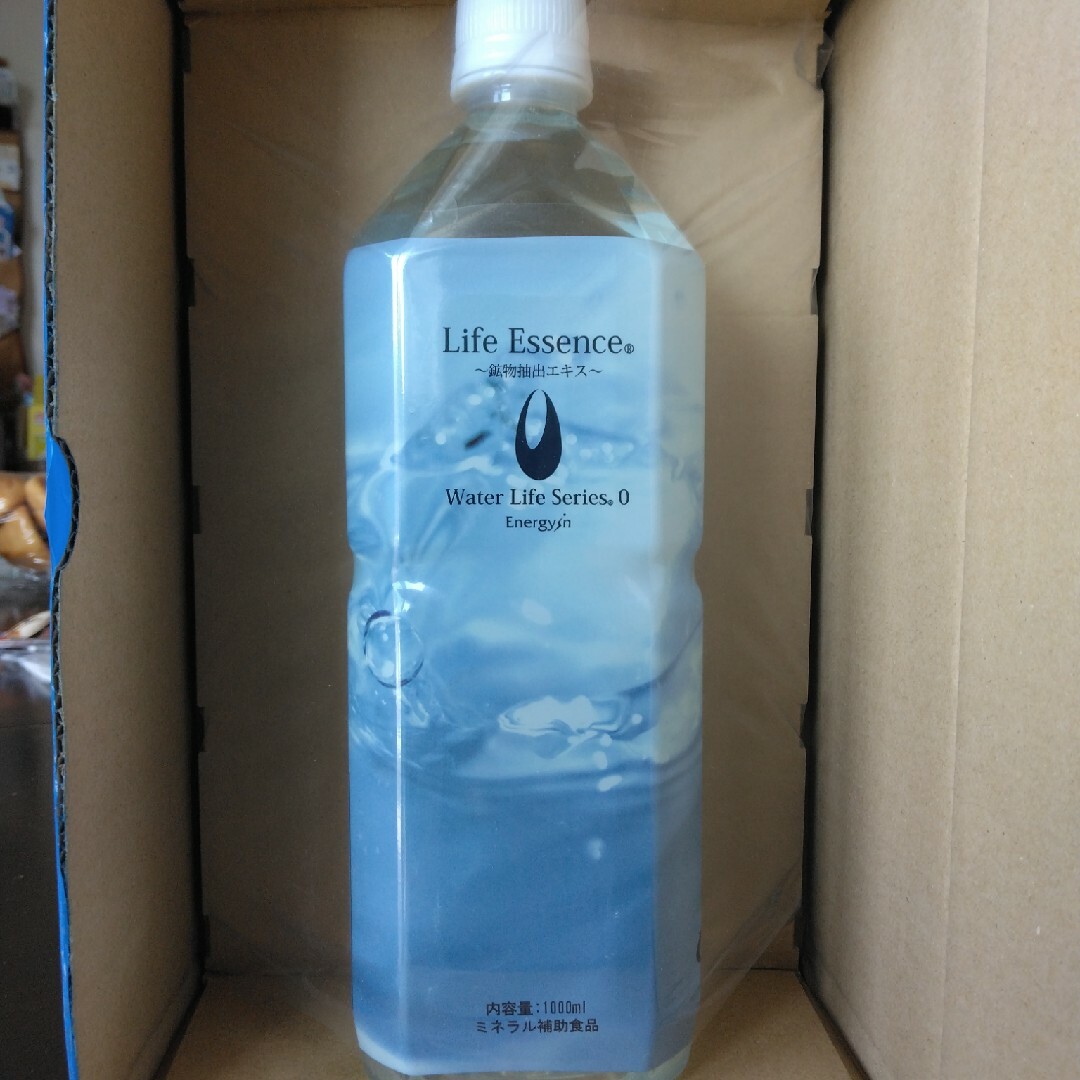 Life Essence®
～鉱物抽出エキス～
Water Life Series® 0
Energysin
内容量：1000ml
ミネラル補助食品